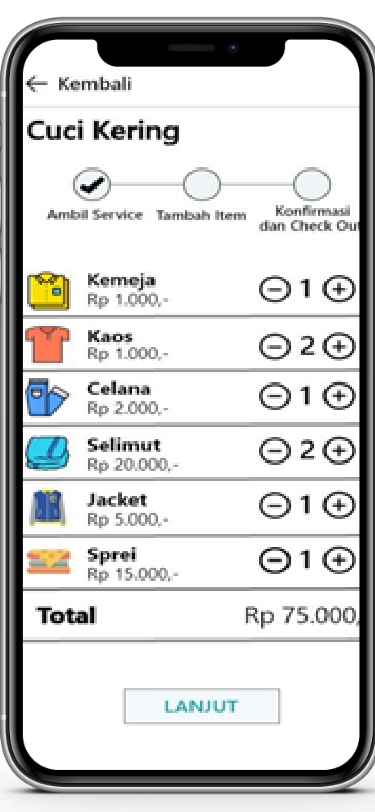 ← Kembali
Cuci Kering
Ambil Service Tambah Item Konfirmasi
dan Check Out
Kemeja
Rp 1.000,-
1
Kaos
Rp 1.000,-
2
Celana
Rp 2.000,-
1
Selimut
Rp 20.000,-
2
Jacket
Rp 5.000,-
1
Sprei
Rp 15.000,-
1
Total Rp 75.000,
LANJUT